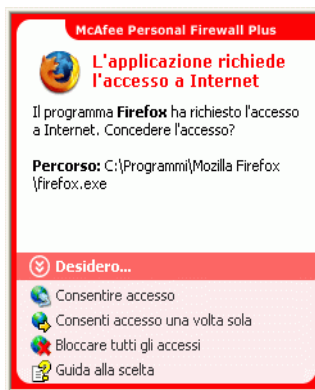 McAfee Personal Firewall Plus
L'applicazione richiede
l'accesso a Internet
Il programma Firefox ha richiesto l'accesso
a Internet. Concedere l'accesso?
Percorso: C:\Programmi\Mozilla Firefox
\firefox.exe
Desidero...
Consentire accesso
Consenti accesso una volta sola
Bloccare tutti gli accessi
Guida alla scelta